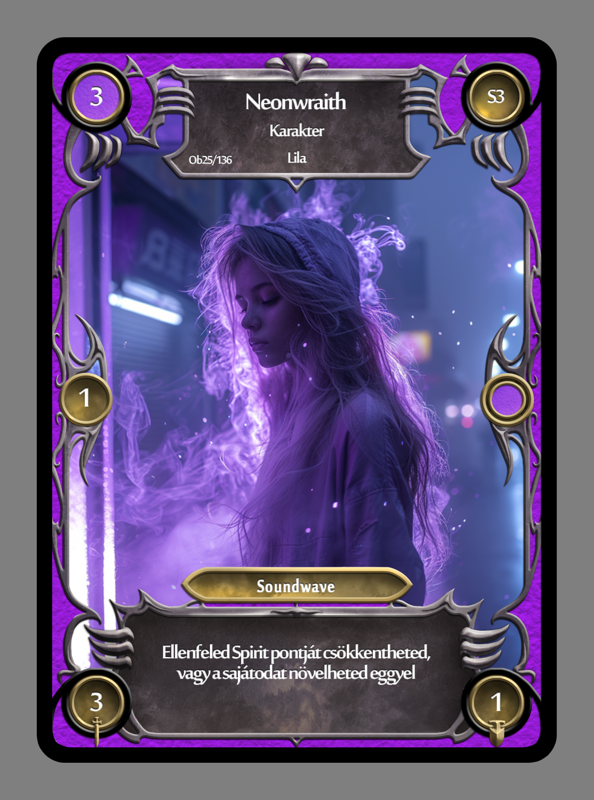 3
Neonwraith
S3
Karakter
Ob25/136
Lila
1
Soundwave
Ellenfeled Spirit pontját csökkentheted,
vagy a sajátodat növelheted eggyel
3
1